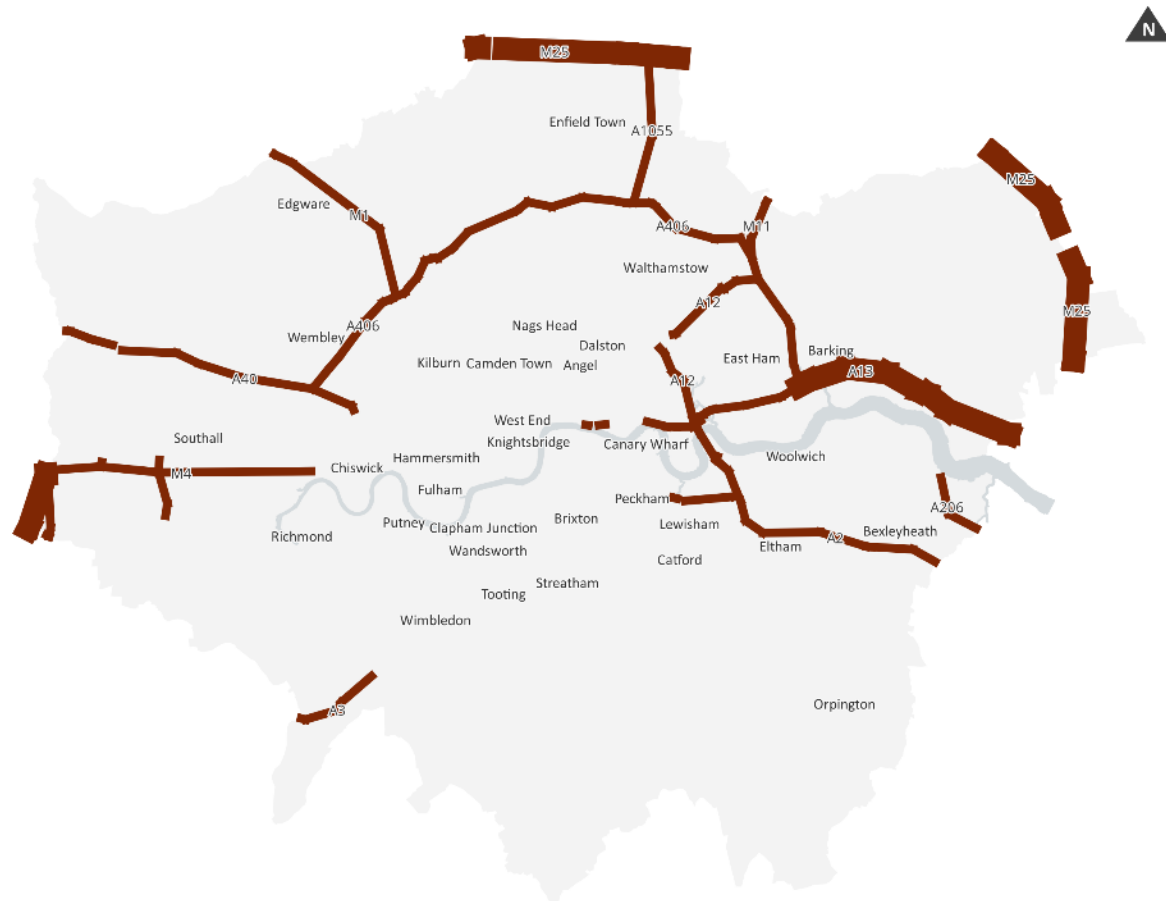 N
M25
Enfield Town
A1055
M25
Edgware
M1
A406
M11
Walthamstow
A12
M25
Nags Head
A406
Wembley
Dalston
Barking
East Ham
Kilburn
Camden Town
Angel
A13
A40
A12
West End
Southall
Knightsbridge
Canary Wharf
Hammersmith
Woolwich
Chiswick
M4
Fulham
Peckham
A206
Putney
Clapham Junction
Brixton
Lewisham
Bexleyheath
Richmond
A2
Eltham
Wandsworth
Catford
Streatham
Tooting
Wimbledon
Orpington
A3